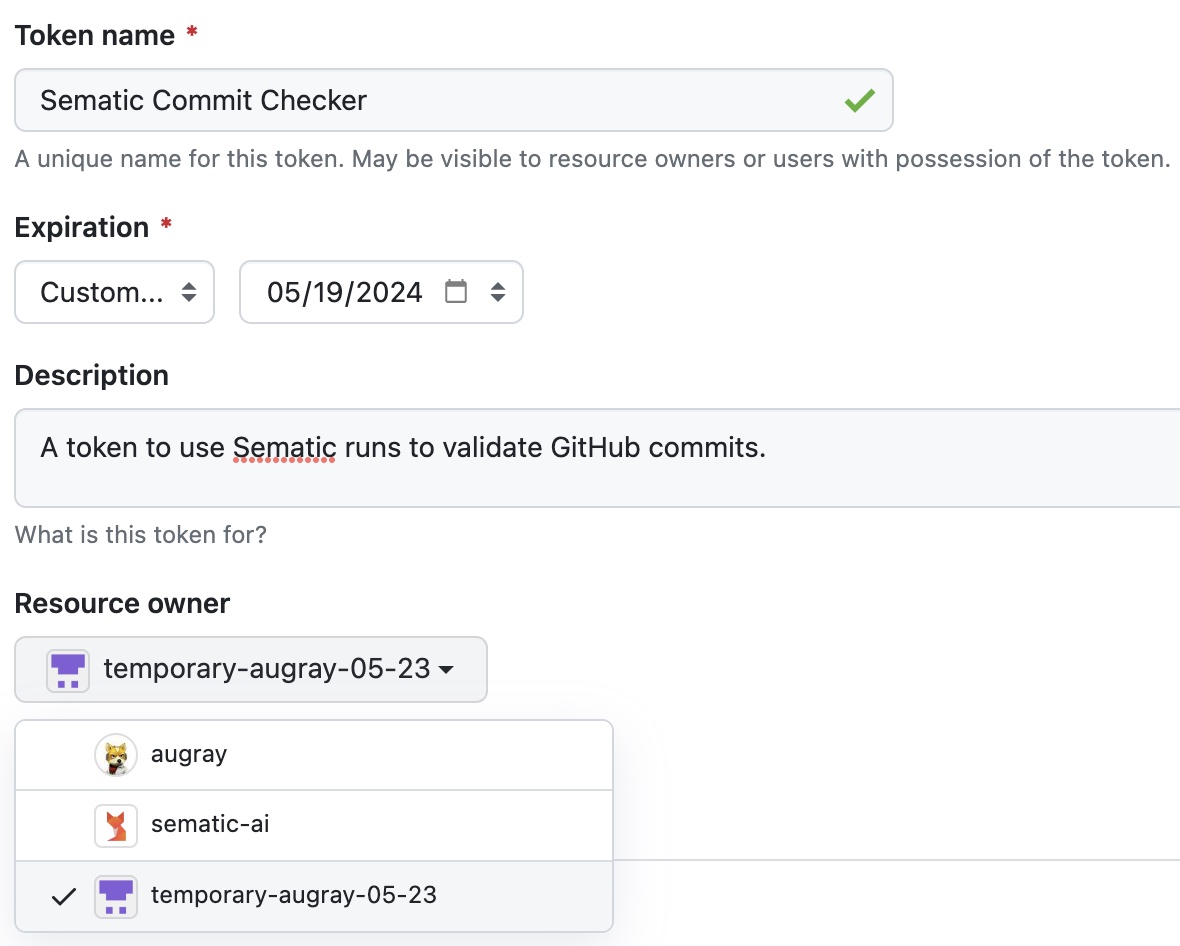 Token name *
Sematic Commit Checker
A unique name for this token. May be visible to resource owners or users with possession of the token.
Expiration *
Custom... 05/19/2024
Description
A token to use Sematic runs to validate GitHub commits.
What is this token for?
Resource owner
temporary-augray-05-23
augray
sematic-ai
temporary-augray-05-23